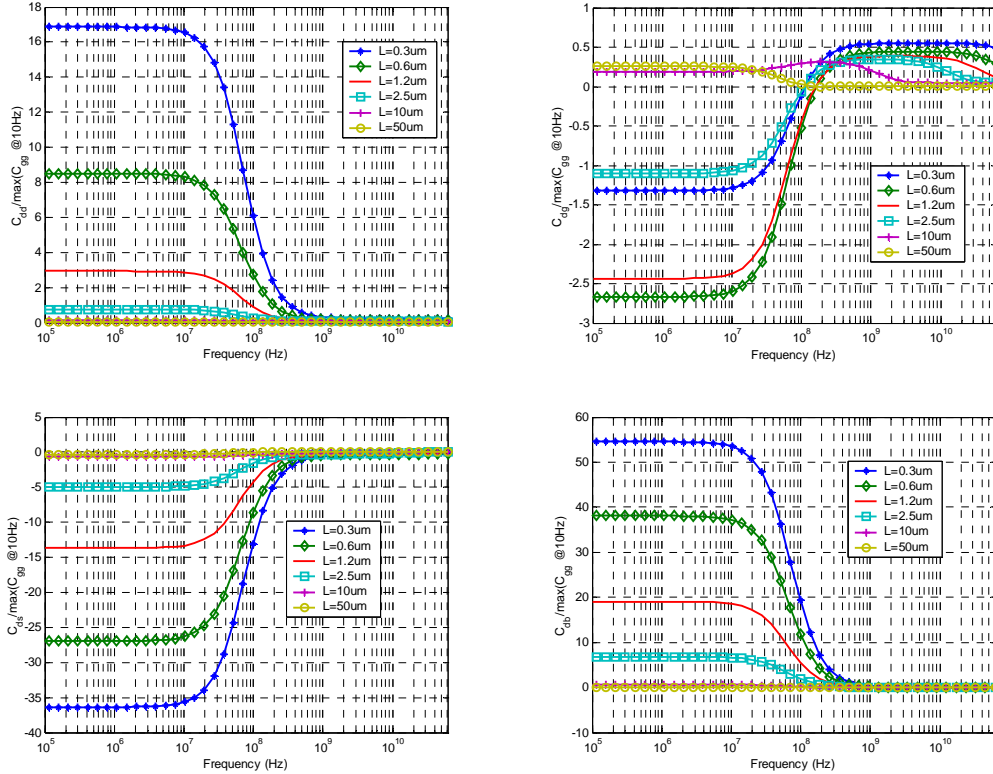 C_dd/max(C_gg @10Hz)
18
16
14
12
10
8
6
4
2
0
10^5 10^6 10^7 10^8 10^9 10^10
Frequency (Hz)
L=0.3um
L=0.6um
L=1.2um
L=2.5um
L=10um
L=50um
C_dg/max(C_gg @10Hz)
1
0.5
0
-0.5
-1
-1.5
-2
-2.5
-3
10^5 10^6 10^7 10^8 10^9 10^10
Frequency (Hz)
L=0.3um
L=0.6um
L=1.2um
L=2.5um
L=10um
L=50um
C_ds/max(C_gg @10Hz)
5
0
-5
-10
-15
-20
-25
-30
-35
-40
10^5 10^6 10^7 10^8 10^9 10^10
Frequency (Hz)
L=0.3um
L=0.6um
L=1.2um
L=2.5um
L=10um
L=50um
C_db/max(C_gg @10Hz)
60
50
40
30
20
10
0
-10
10^5 10^6 10^7 10^8 10^9 10^10
Frequency (Hz)
L=0.3um
L=0.6um
L=1.2um
L=2.5um
L=10um
L=50um